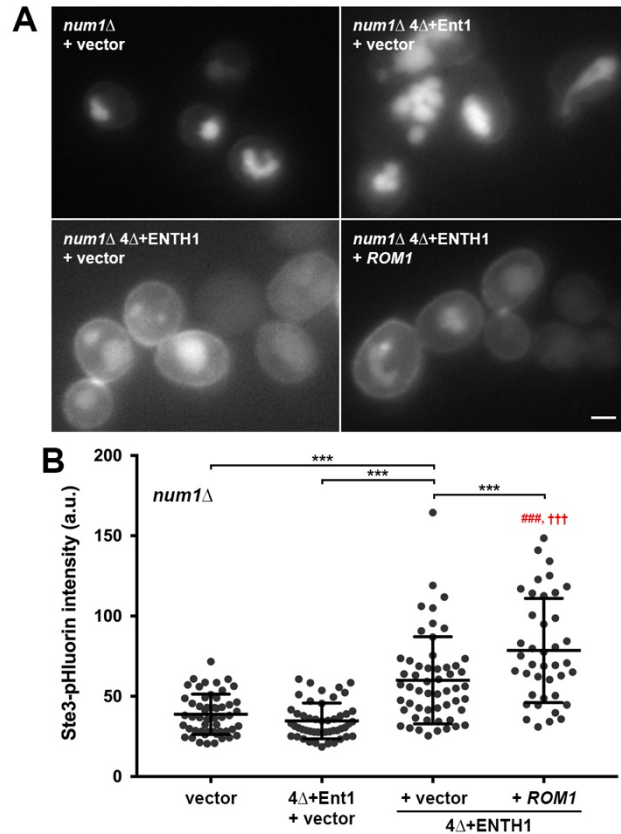 A
num1Δ
+ vector
num1Δ 4Δ+Ent1
+ vector
num1Δ 4Δ+ENTH1
+ vector
num1Δ 4Δ+ENTH1
+ ROM1
B
200
150
100
50
0
Ste3-pHluorin intensity (a.u.)
num1Δ
***
***
***
###, †††
vector
4Δ+Ent1
+ vector
+ vector
+ ROM1
4Δ+ENTH1